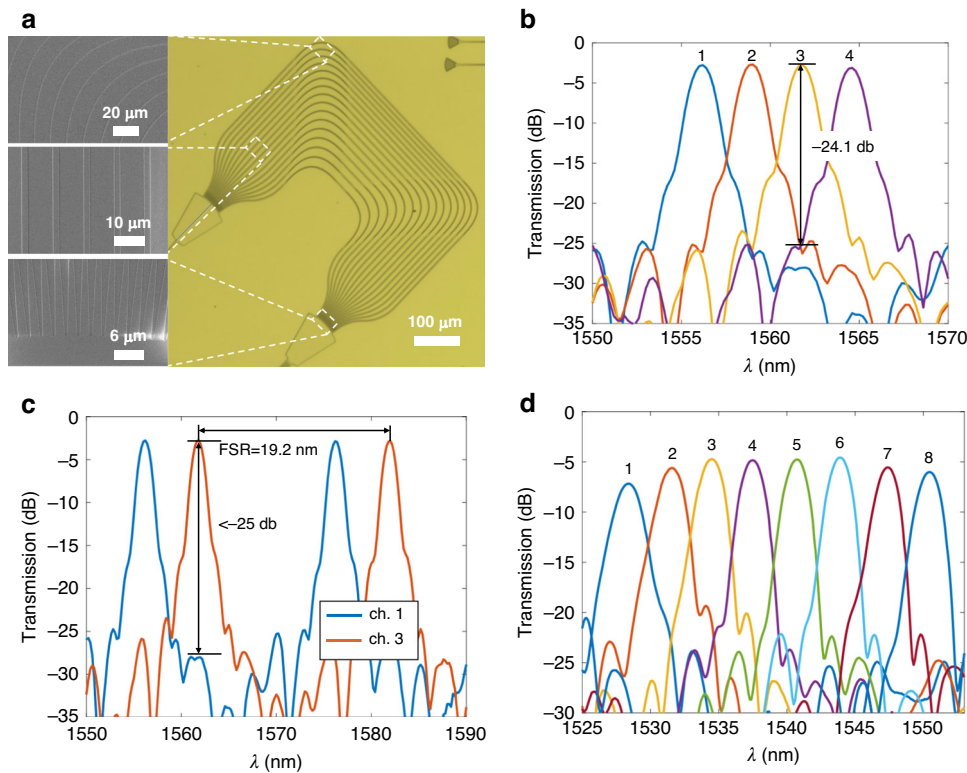 a
20 μm
10 μm
6 μm
100 μm
b
Transmission (dB)
0
–5
–10
–15
–20
–25
–30
–35
1 2 3 4
–24.1 db
1550 1555 1560 1565 1570
λ (nm)
c
Transmission (dB)
0
–5
–10
–15
–20
–25
–30
–35
FSR=19.2 nm
<–25 db
ch. 1
ch. 3
1550 1560 1570 1580 1590
λ (nm)
d
Transmission (dB)
0
–5
–10
–15
–20
–25
–30
1 2 3 4 5 6 7 8
1525 1530 1535 1540 1545 1550
λ (nm)